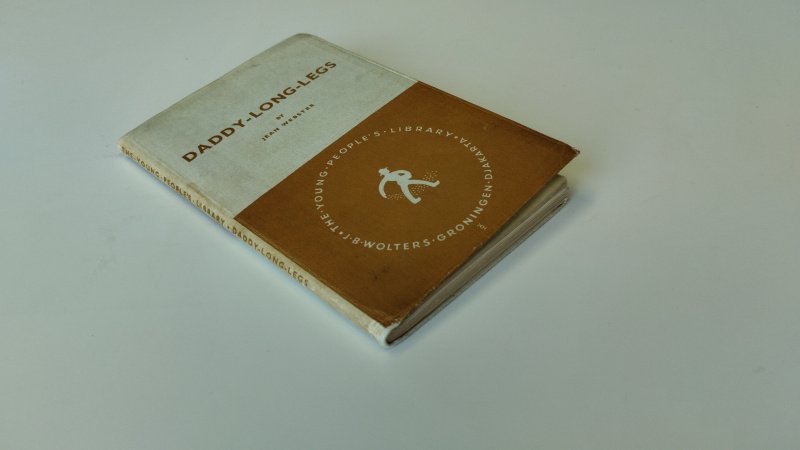 DADDY-LONG-LEGS
BY
JEAN WEBSTER
THE·YOUNG·PEOPLE'S·LIBRARY·
J·B·WOLTERS·GRONINGEN·DJAKARTA
THE·YOUNG·PEOPLE'S·LIBRARY·DADDY-LONG-LEGS